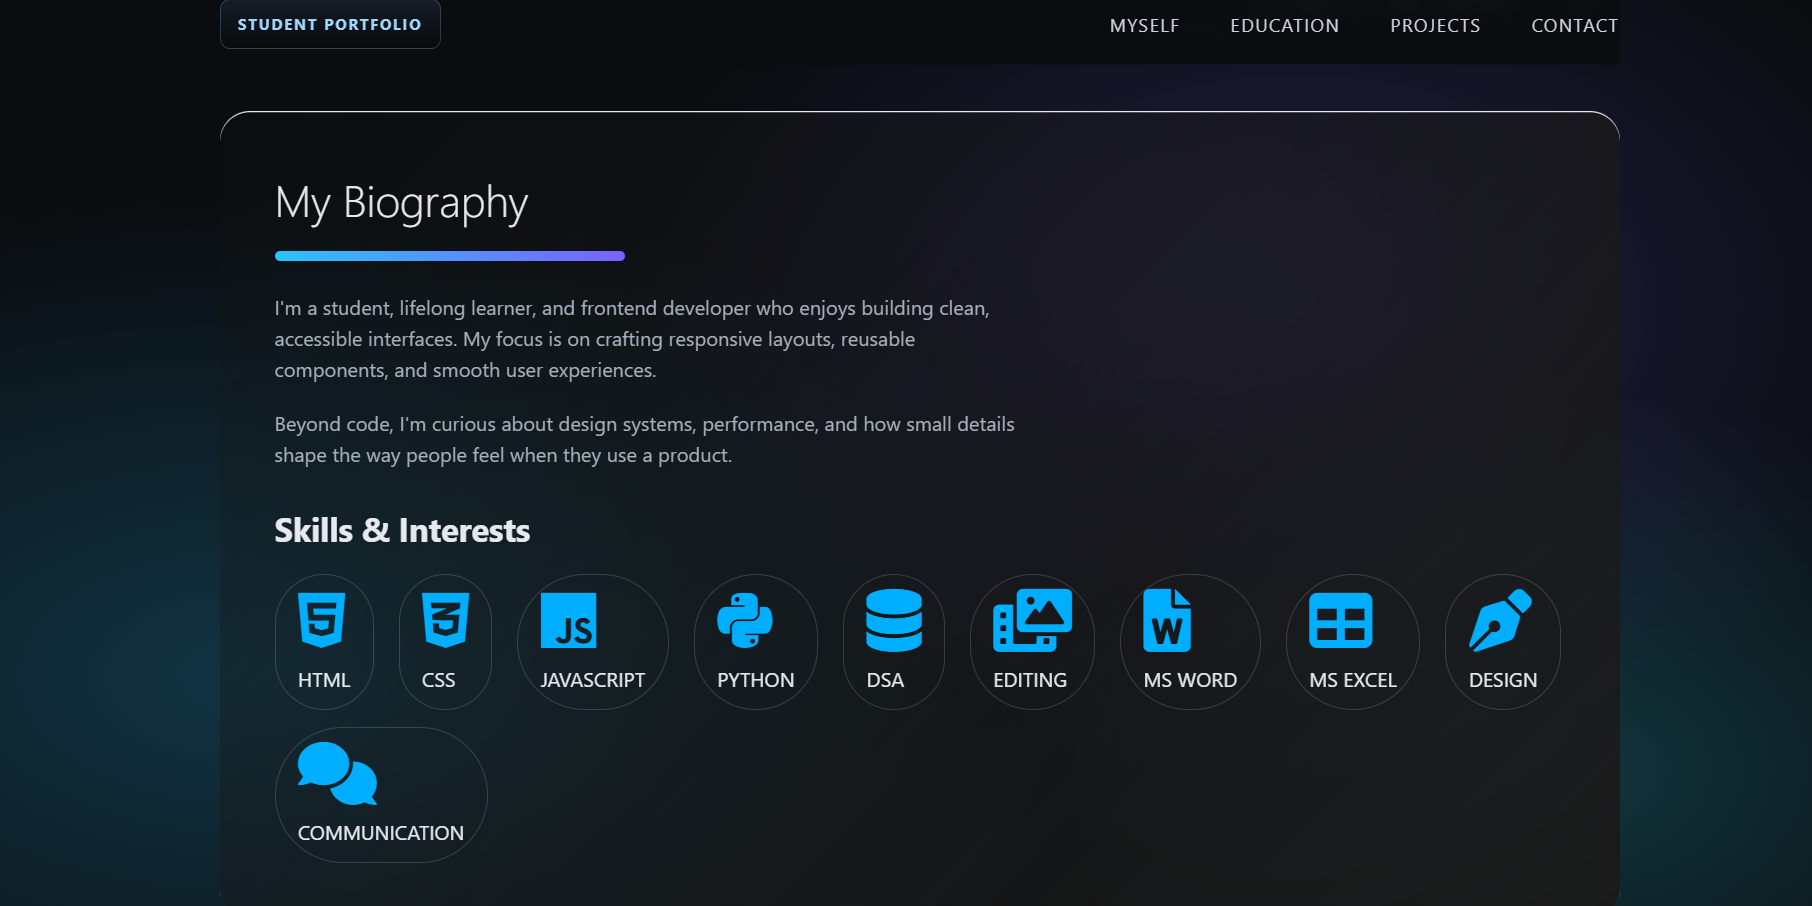 STUDENT PORTFOLIO
MYSELF EDUCATION PROJECTS CONTACT
My Biography
I'm a student, lifelong learner, and frontend developer who enjoys building clean,
accessible interfaces. My focus is on crafting responsive layouts, reusable
components, and smooth user experiences.
Beyond code, I'm curious about design systems, performance, and how small details
shape the way people feel when they use a product.
Skills & Interests
JS
W
HTML CSS JAVASCRIPT PYTHON DSA EDITING MS WORD MS EXCEL DESIGN
COMMUNICATION